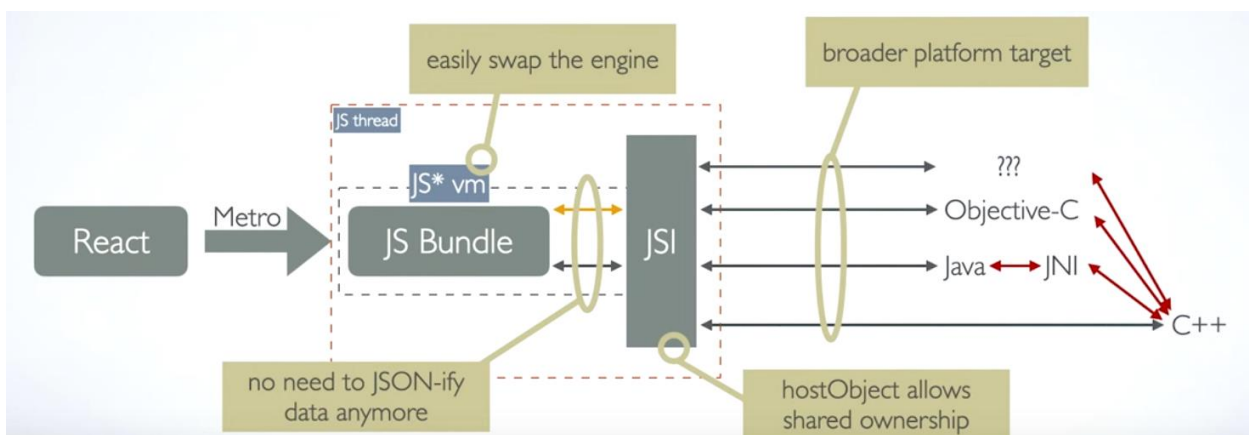 easily swap the engine
broader platform target
JS thread
JS* vm
React
Metro
JS Bundle
JSI
???
Objective-C
Java
JNI
C++
no need to JSON-ify
data anymore
hostObject allows
shared ownership